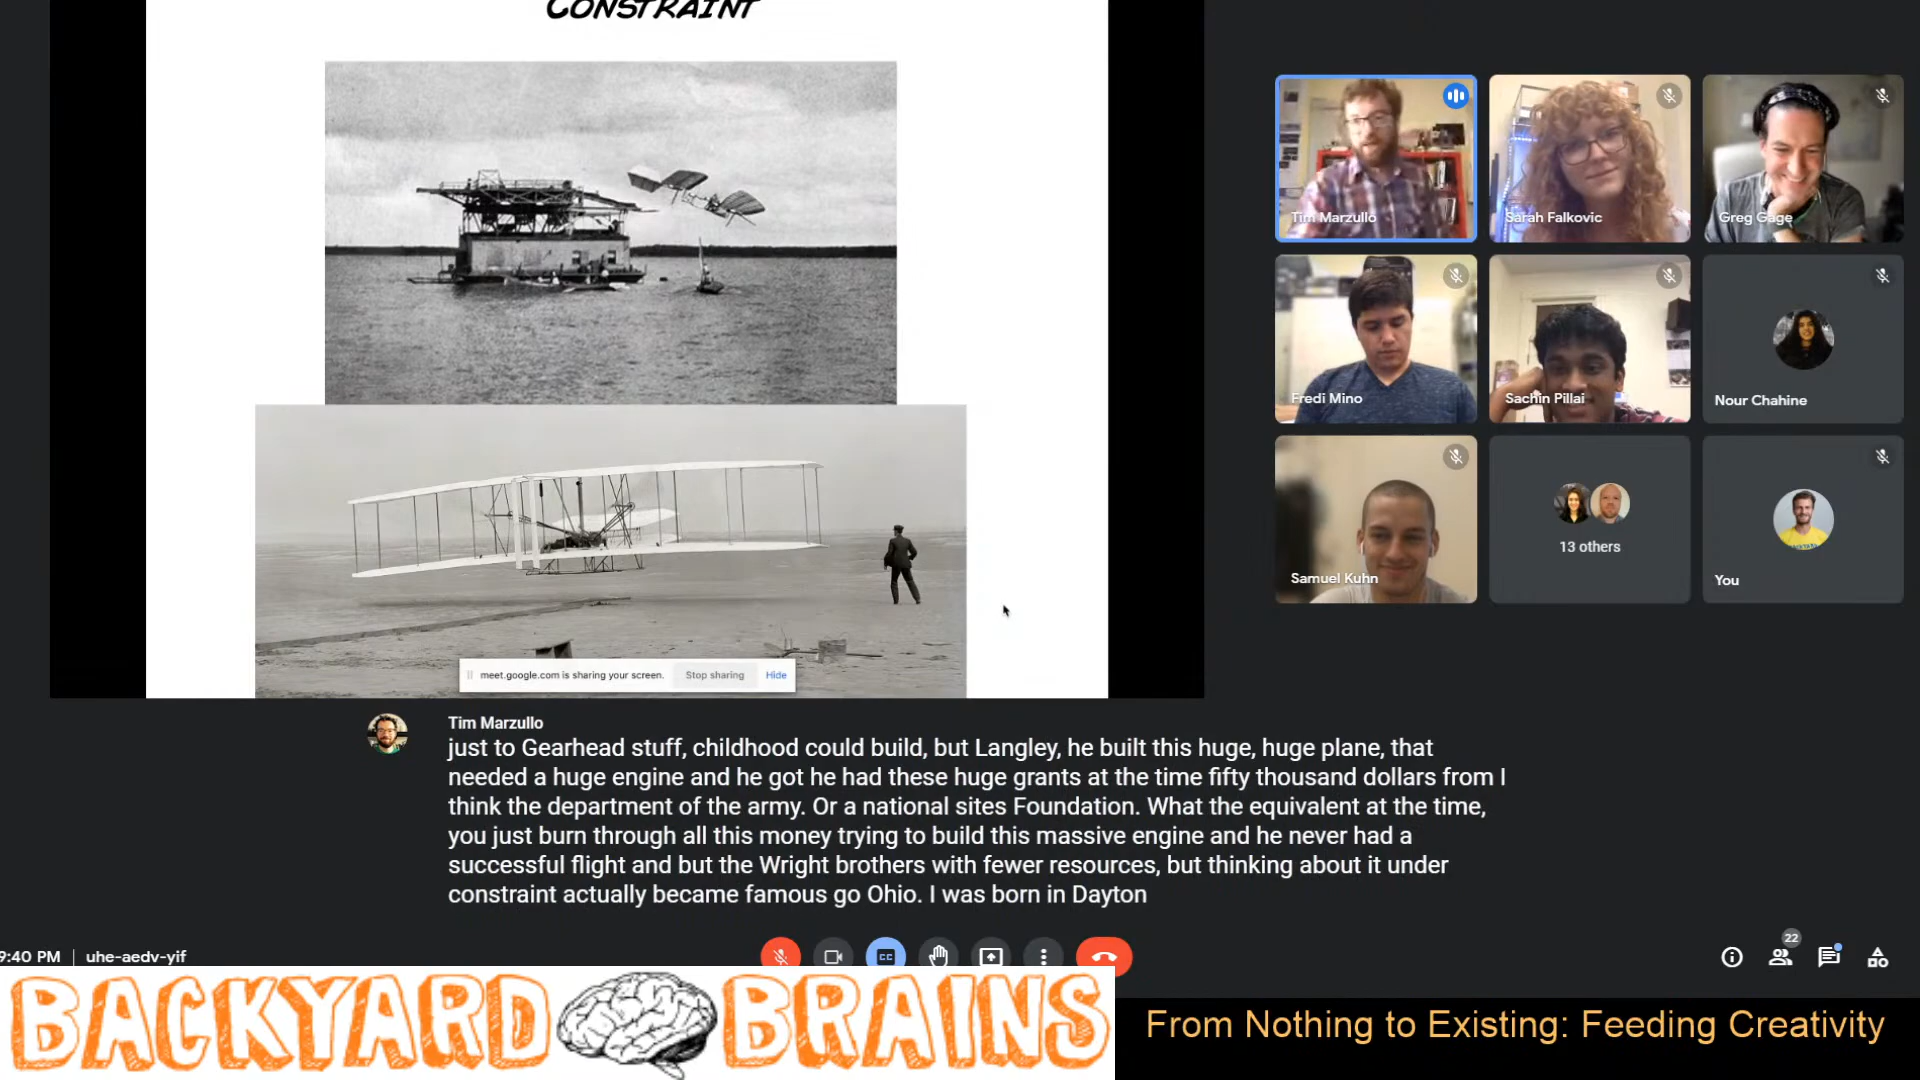 CONSTRAINT
Tim Marzullo
Sarah Falkovic
Greg Gage
Fredi Mino
Sachin Pillai
Nour Chahine
Samuel Kuhn
13 others
You
meet.google.com is sharing your screen.
Stop sharing
Hide
Tim Marzullo
just to Gearhead stuff, childhood could build, but Langley, he built this huge, huge plane, that
needed a huge engine and he got he had these huge grants at the time fifty thousand dollars from I
think the department of the army. Or a national sites Foundation. What the equivalent at the time,
you just burn through all this money trying to build this massive engine and he never had a
successful flight and but the Wright brothers with fewer resources, but thinking about it under
constraint actually became famous go Ohio. I was born in Dayton
9:40 PM | uhe-aedv-yif
CC
22
BACKYARD BRAINS
From Nothing to Existing: Feeding Creativity